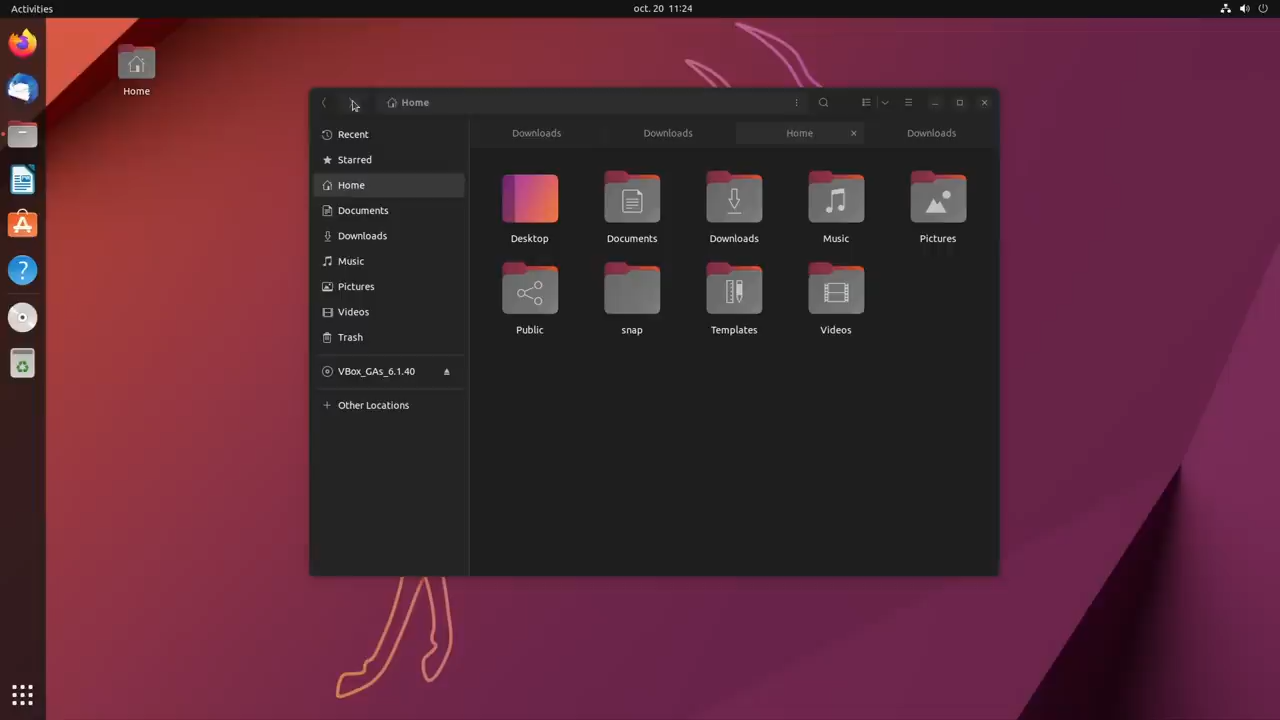 Activities
oct. 20 11:24
Home
Home
Recent
Starred
Home
Documents
Downloads
Music
Pictures
Videos
Trash
VBox_GAs_6.1.40
Other Locations
Downloads
Downloads
Home
Downloads
Desktop
Documents
Downloads
Music
Pictures
Public
snap
Templates
Videos